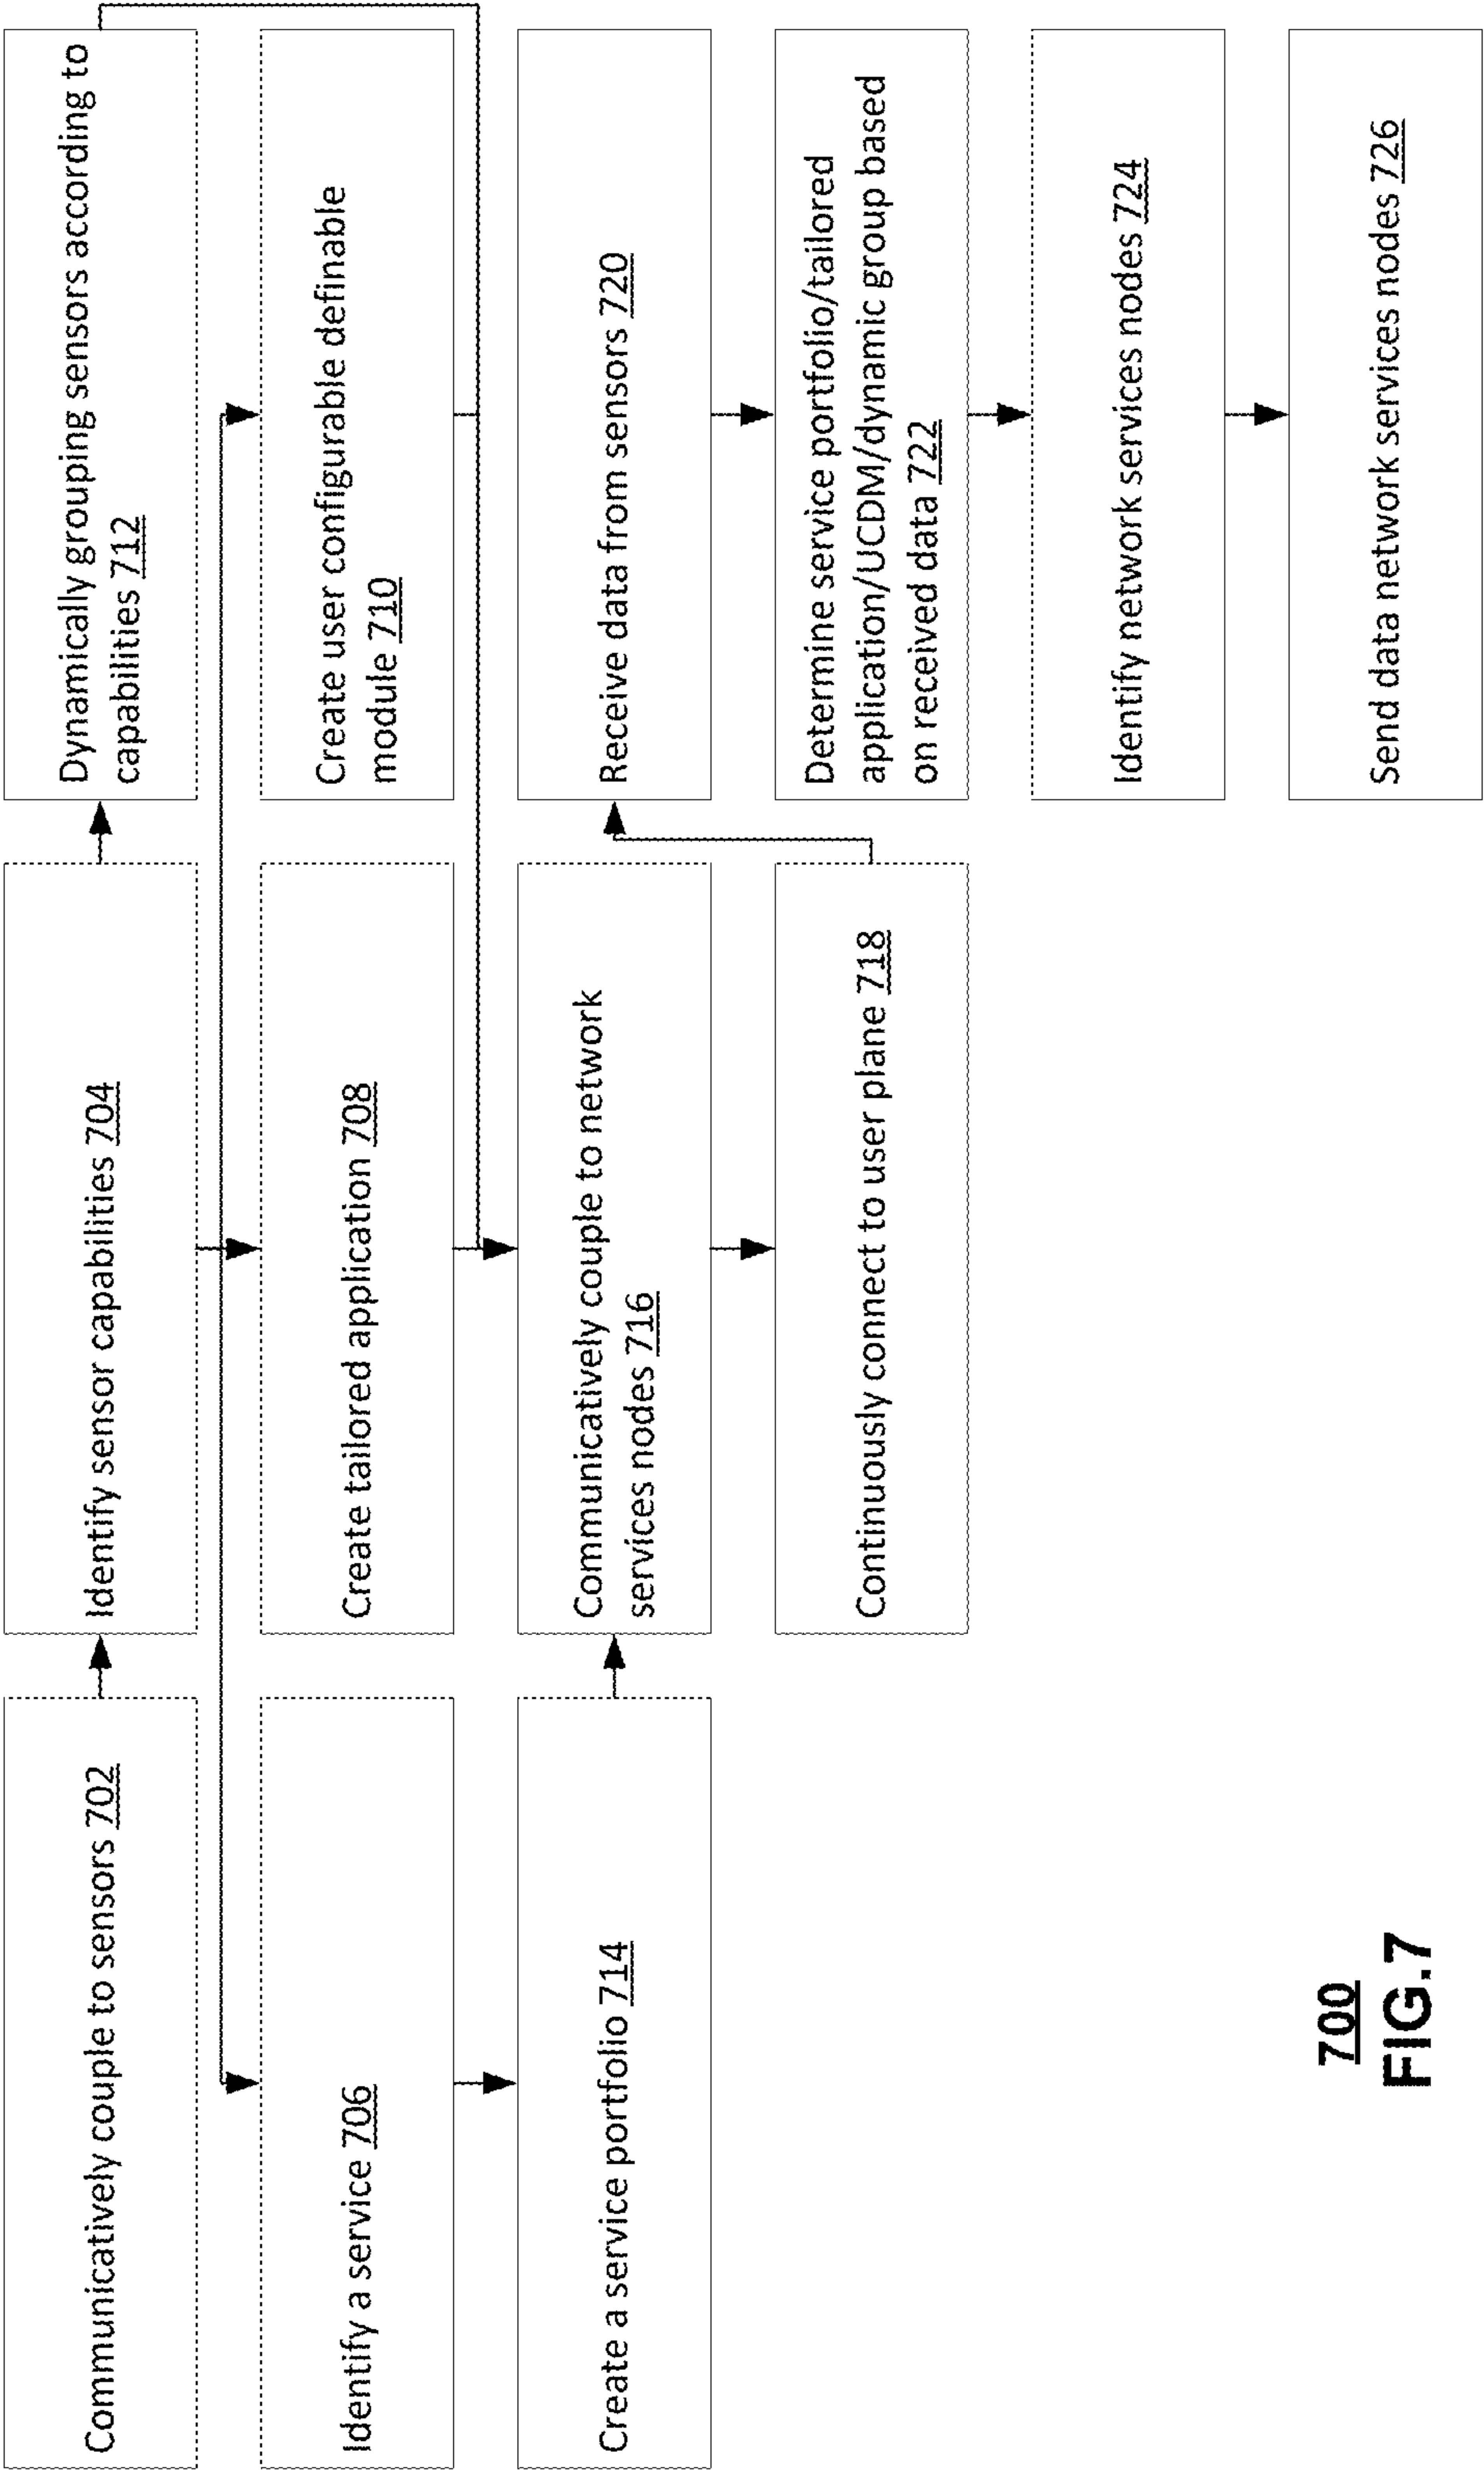 Communicatively couple to sensors 702
Identify sensor capabilities 704
Dynamically grouping sensors according to
capabilities 712
Identify a service 706
Create tailored application 708
Create user configurable definable
module 710
Create a service portfolio 714
Communicatively couple to network
services nodes 716
Receive data from sensors 720
Continuously connect to user plane 718
Determine service portfolio/tailored
application/UCDM/dynamic group based
on received data 722
Identify network services nodes 724
Send data network services nodes 726
700
FIG.7